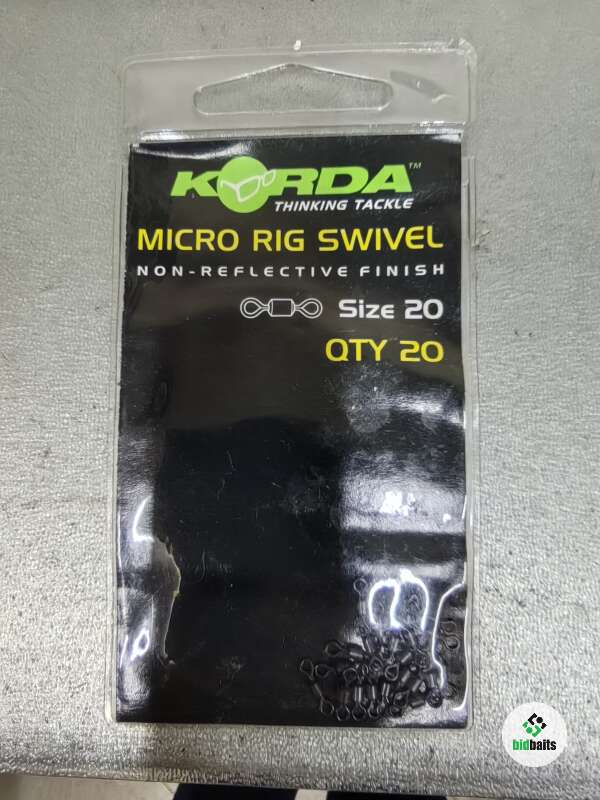 KORDA™
THINKING TACKLE
MICRO RIG SWIVEL
NON-REFLECTIVE FINISH
Size 20
QTY 20
bidbaits